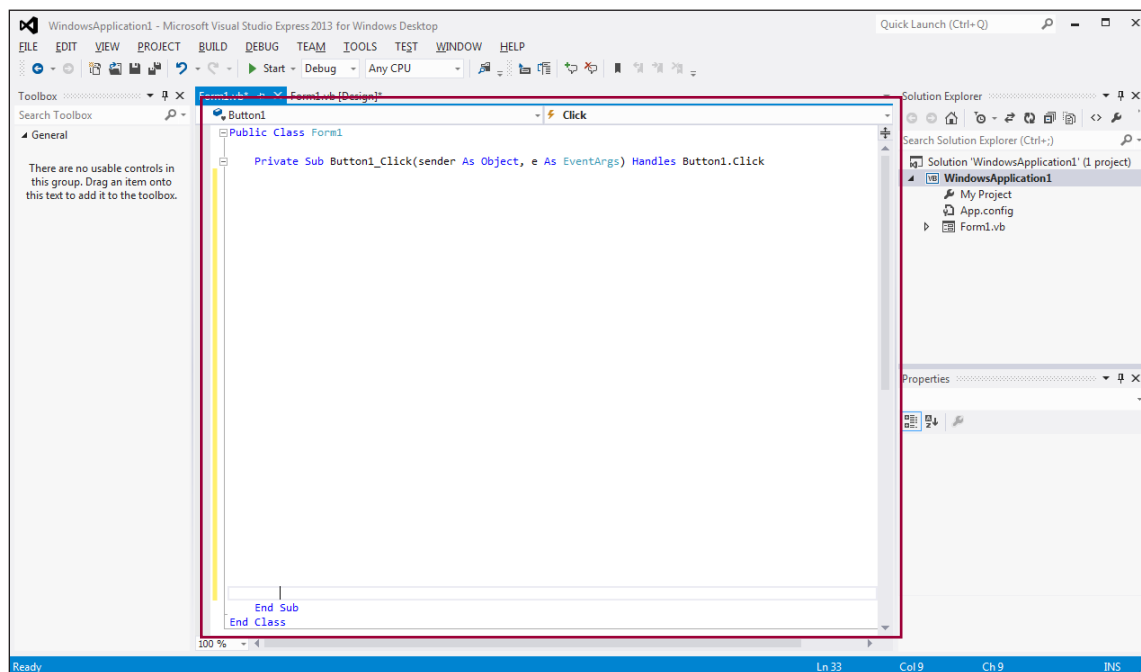 WindowsApplication1 - Microsoft Visual Studio Express 2013 for Windows Desktop
Quick Launch (Ctrl+Q)
FILE EDIT VIEW PROJECT BUILD DEBUG TEAM TOOLS TEST WINDOW HELP
Start Debug Any CPU
Toolbox
Search Toolbox
General
There are no usable controls in
this group. Drag an item onto
this text to add it to the toolbox.
Form1.vb* Form1.vb [Design]*
Button1 Click
Public Class Form1
Private Sub Button1_Click(sender As Object, e As EventArgs) Handles Button1.Click
End Sub
End Class
100 %
Solution Explorer
Search Solution Explorer (Ctrl+;)
Solution 'WindowsApplication1' (1 project)
VB WindowsApplication1
My Project
App.config
Form1.vb
Properties
Ready Ln 33 Col 9 Ch 9 INS